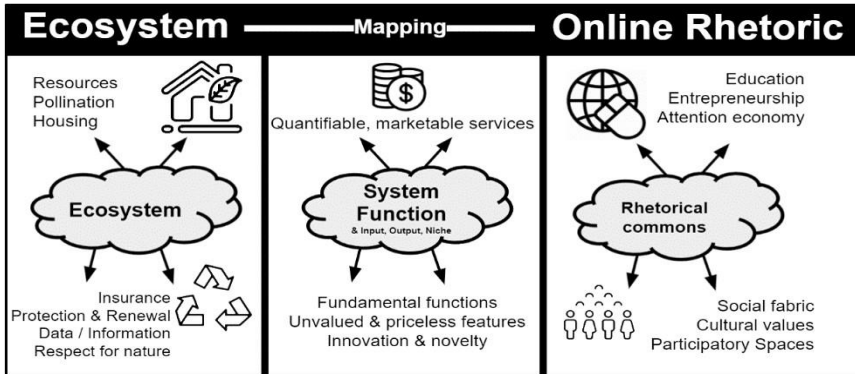 Ecosystem
Mapping
Online Rhetoric
Resources
Pollination
Housing
Ecosystem
Insurance
Protection & Renewal
Data / Information
Respect for nature
$
Quantifiable, marketable services
System
Function
& Input, Output, Niche
Fundamental functions
Unvalued & priceless features
Innovation & novelty
Education
Entrepreneurship
Attention economy
Rhetorical
commons
Social fabric
Cultural values
Participatory Spaces